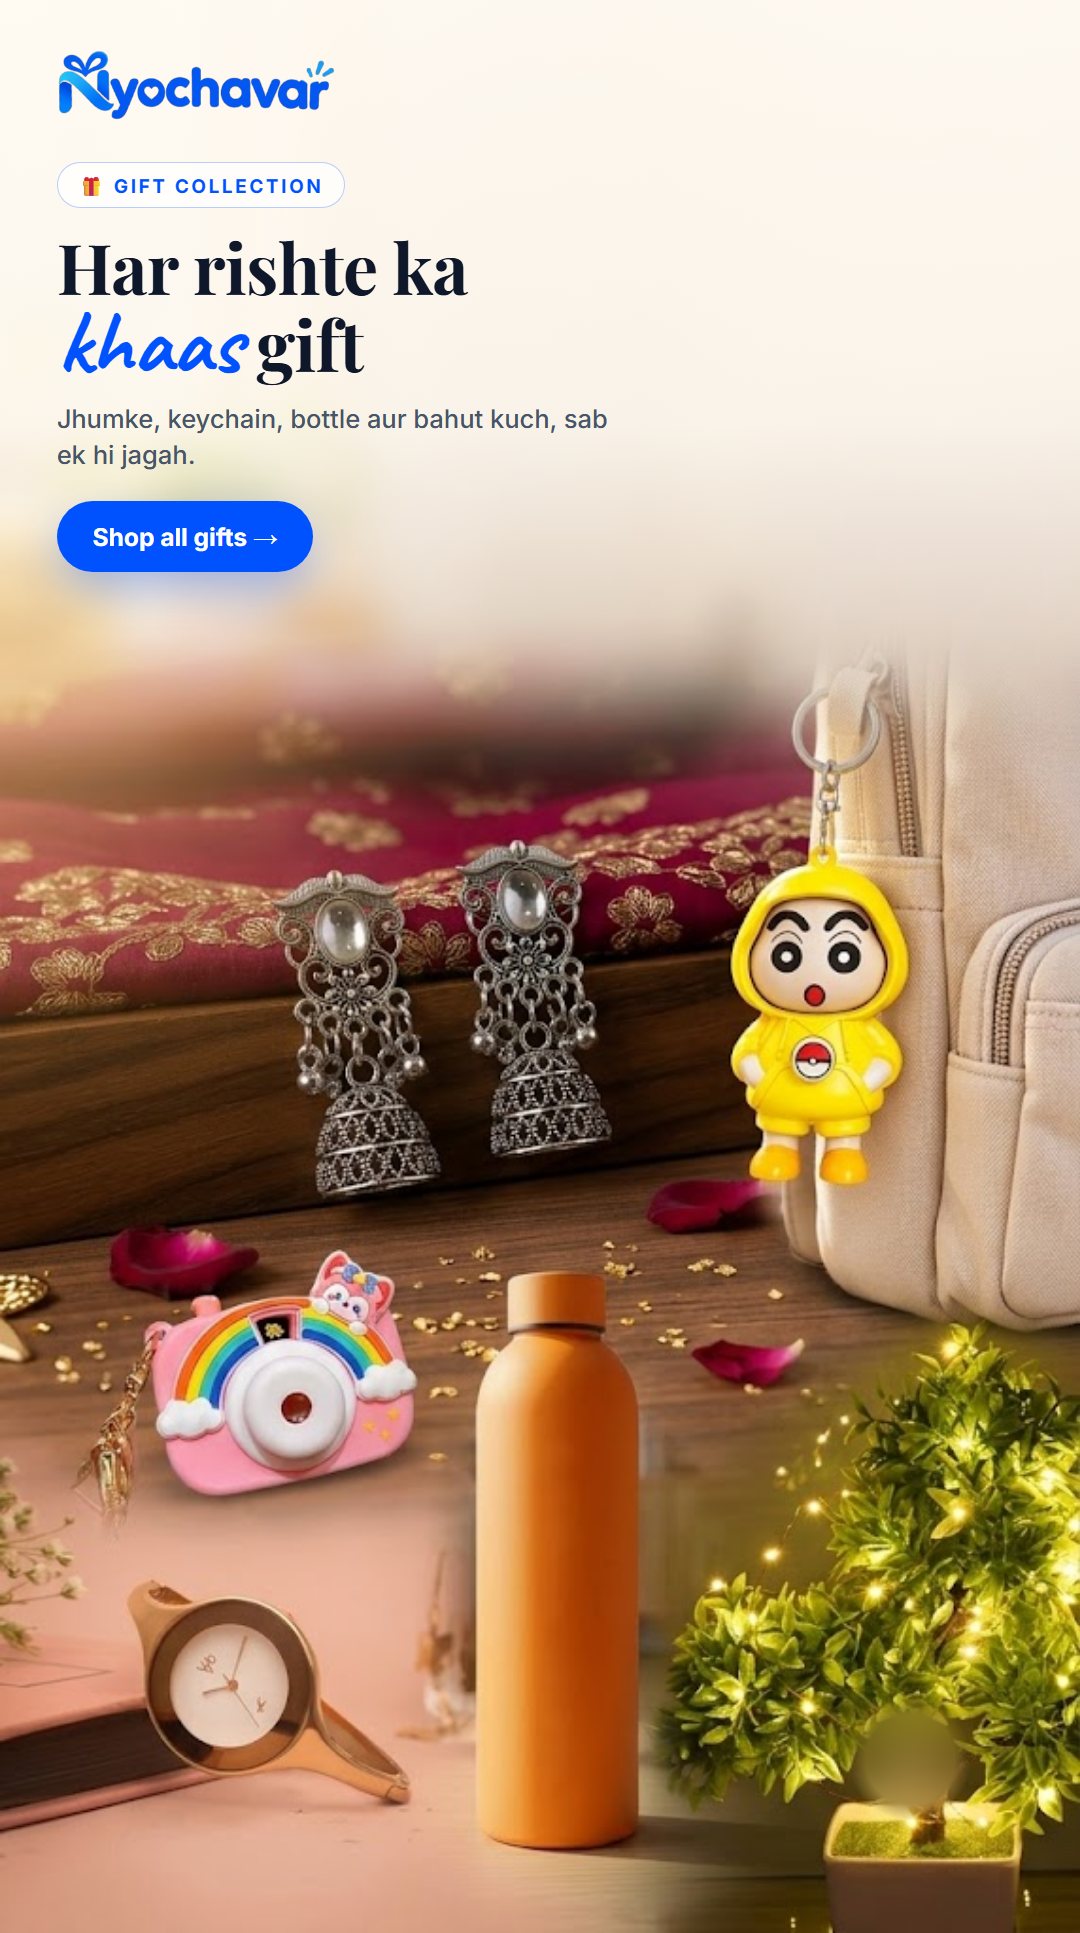 Nyochavar
GIFT COLLECTION
Har rishte ka
khaas gift
Jhumke, keychain, bottle aur bahut kuch, sab
ek hi jagah.
Shop all gifts →